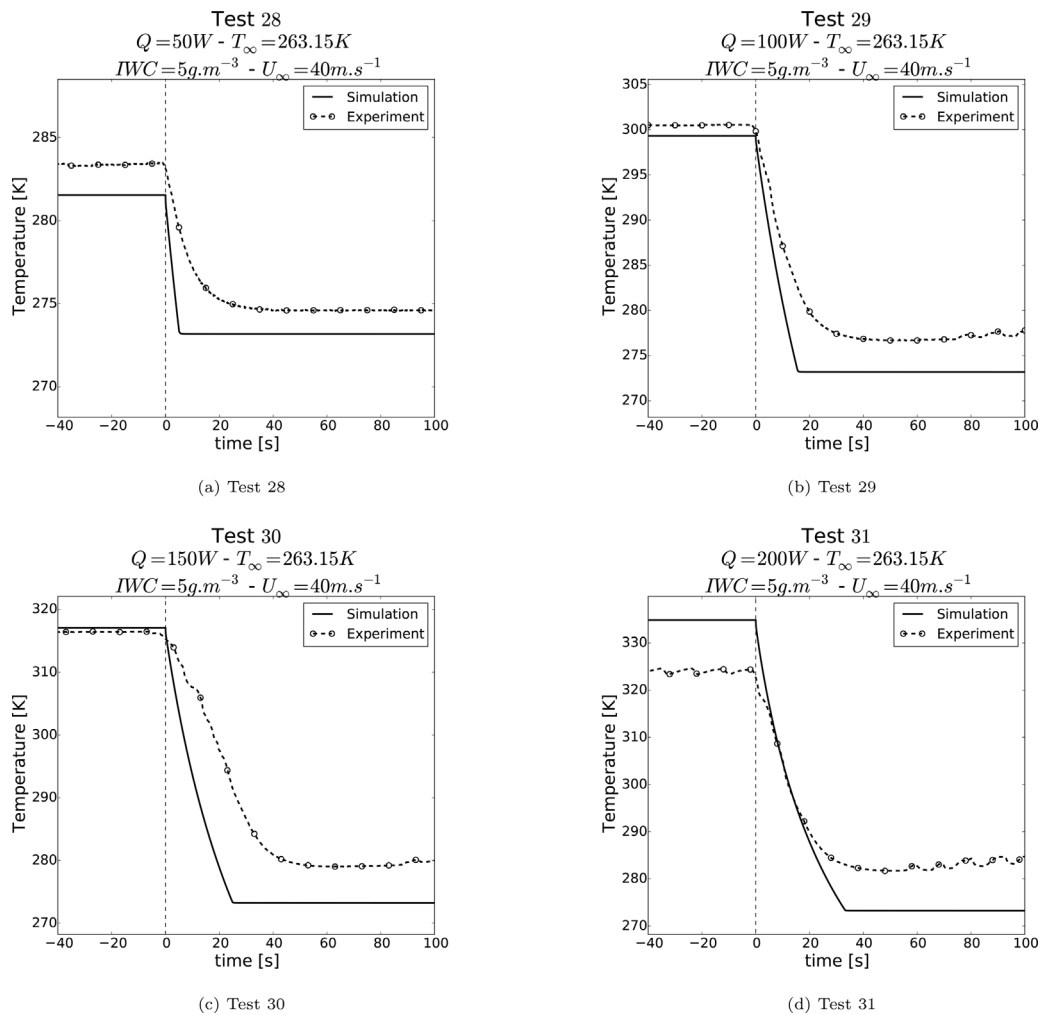 Test 28
Q = 50W - T∞ = 263.15K
IWC = 5g.m⁻³ - U∞ = 40m.s⁻¹
Simulation
Experiment
285
280
275
270
Temperature [K]
−40 −20 0 20 40 60 80 100
time [s]
(a) Test 28
Test 29
Q = 100W - T∞ = 263.15K
IWC = 5g.m⁻³ - U∞ = 40m.s⁻¹
Simulation
Experiment
305
300
295
290
285
280
275
270
Temperature [K]
−40 −20 0 20 40 60 80 100
time [s]
(b) Test 29
Test 30
Q = 150W - T∞ = 263.15K
IWC = 5g.m⁻³ - U∞ = 40m.s⁻¹
Simulation
Experiment
320
310
300
290
280
270
Temperature [K]
−40 −20 0 20 40 60 80 100
time [s]
(c) Test 30
Test 31
Q = 200W - T∞ = 263.15K
IWC = 5g.m⁻³ - U∞ = 40m.s⁻¹
Simulation
Experiment
330
320
310
300
290
280
270
Temperature [K]
−40 −20 0 20 40 60 80 100
time [s]
(d) Test 31